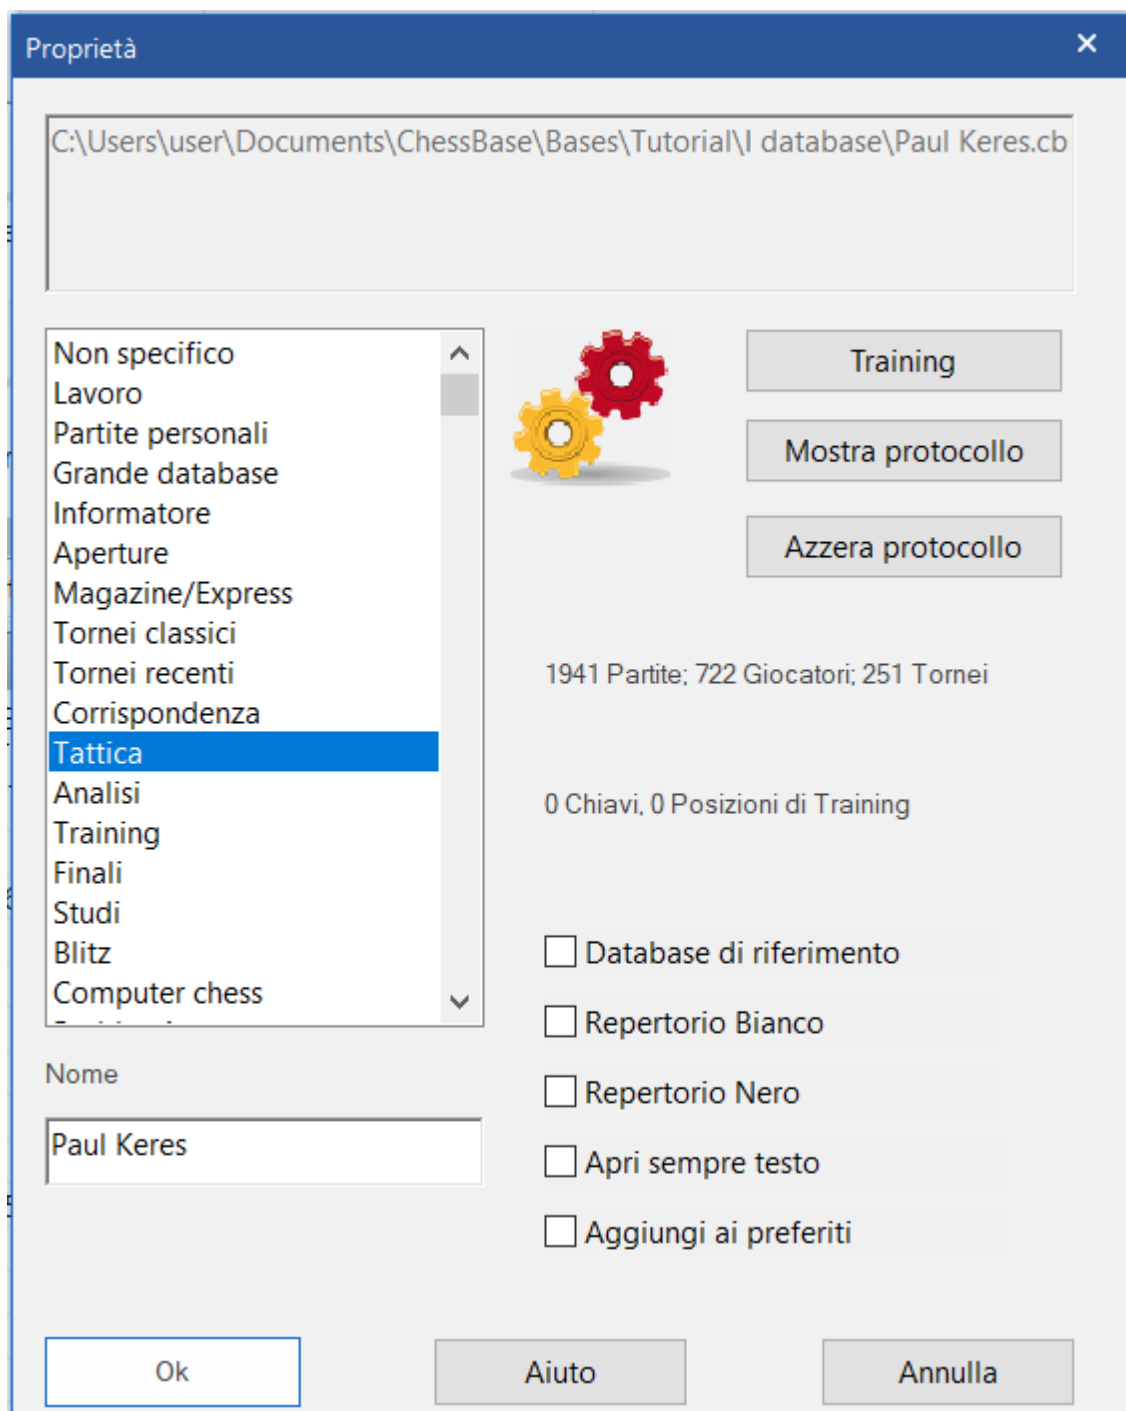 Proprietà
C:\Users\user\Documents\ChessBase\Bases\Tutorial\I database\Paul Keres.cb
Non specifico
Lavoro
Partite personali
Grande database
Informatore
Aperture
Magazine/Express
Tornei classici
Tornei recenti
Corrispondenza
Tattica
Analisi
Training
Finali
Studi
Blitz
Computer chess
Training
Mostra protocollo
Azzera protocollo
1941 Partite; 722 Giocatori; 251 Tornei
0 Chiavi, 0 Posizioni di Training
Database di riferimento
Repertorio Bianco
Repertorio Nero
Apri sempre testo
Aggiungi ai preferiti
Nome
Paul Keres
Ok
Aiuto
Annulla